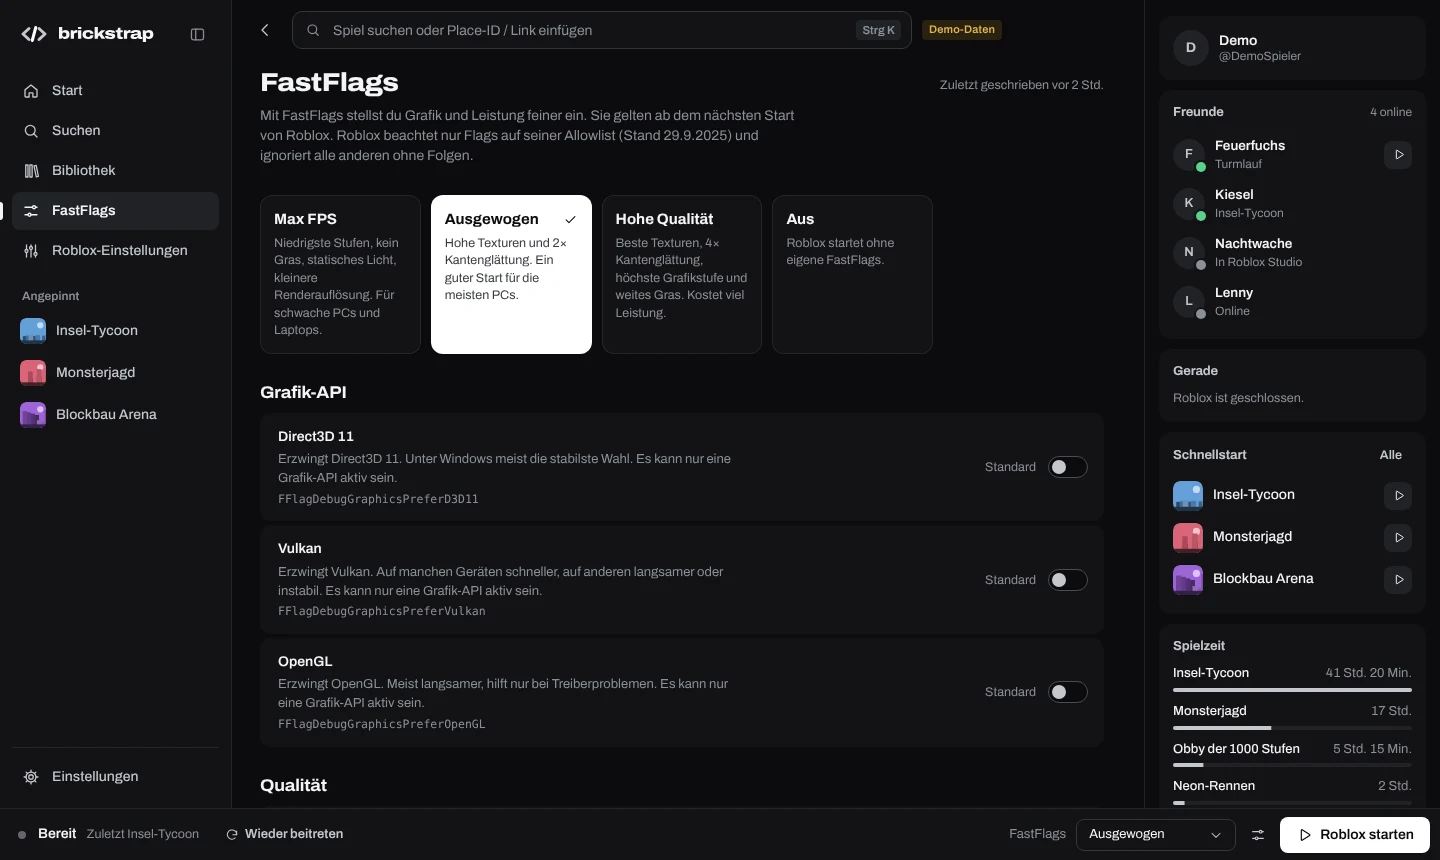 brickstrap
Start
Suchen
Bibliothek
FastFlags
Roblox-Einstellungen
Angepinnt
Insel-Tycoon
Monsterjagd
Blockbau Arena
Einstellungen
Spiel suchen oder Place-ID / Link einfügen
Strg K
Demo-Daten
FastFlags
Zuletzt geschrieben vor 2 Std.
Mit FastFlags stellst du Grafik und Leistung feiner ein. Sie gelten ab dem nächsten Start
von Roblox. Roblox beachtet nur Flags auf seiner Allowlist (Stand 29.9.2025) und
ignoriert alle anderen ohne Folgen.
Max FPS
Niedrigste Stufen, kein
Gras, statisches Licht,
kleinere
Renderauflösung. Für
schwache PCs und
Laptops.
Ausgewogen
Hohe Texturen und 2×
Kantenglättung. Ein
guter Start für die
meisten PCs.
Hohe Qualität
Beste Texturen, 4×
Kantenglättung,
höchste Grafikstufe und
weites Gras. Kostet viel
Leistung.
Aus
Roblox startet ohne
eigene FastFlags.
Grafik-API
Direct3D 11
Erzwingt Direct3D 11. Unter Windows meist die stabilste Wahl. Es kann nur eine
Grafik-API aktiv sein.
FFlagDebugGraphicsPreferD3D11
Standard
Vulkan
Erzwingt Vulkan. Auf manchen Geräten schneller, auf anderen langsamer oder
instabil. Es kann nur eine Grafik-API aktiv sein.
FFlagDebugGraphicsPreferVulkan
Standard
OpenGL
Erzwingt OpenGL. Meist langsamer, hilft nur bei Treiberproblemen. Es kann nur
eine Grafik-API aktiv sein.
FFlagDebugGraphicsPreferOpenGL
Standard
Qualität
D
Demo
@DemoSpieler
Freunde
4 online
F
Feuerfuchs
Turmlauf
K
Kiesel
Insel-Tycoon
N
Nachtwache
In Roblox Studio
L
Lenny
Online
Gerade
Roblox ist geschlossen.
Schnellstart
Alle
Insel-Tycoon
Monsterjagd
Blockbau Arena
Spielzeit
Insel-Tycoon 41 Std. 20 Min.
Monsterjagd 17 Std.
Obby der 1000 Stufen 5 Std. 15 Min.
Neon-Rennen 2 Std.
Bereit Zuletzt Insel-Tycoon
Wieder beitreten
FastFlags
Ausgewogen
Roblox starten